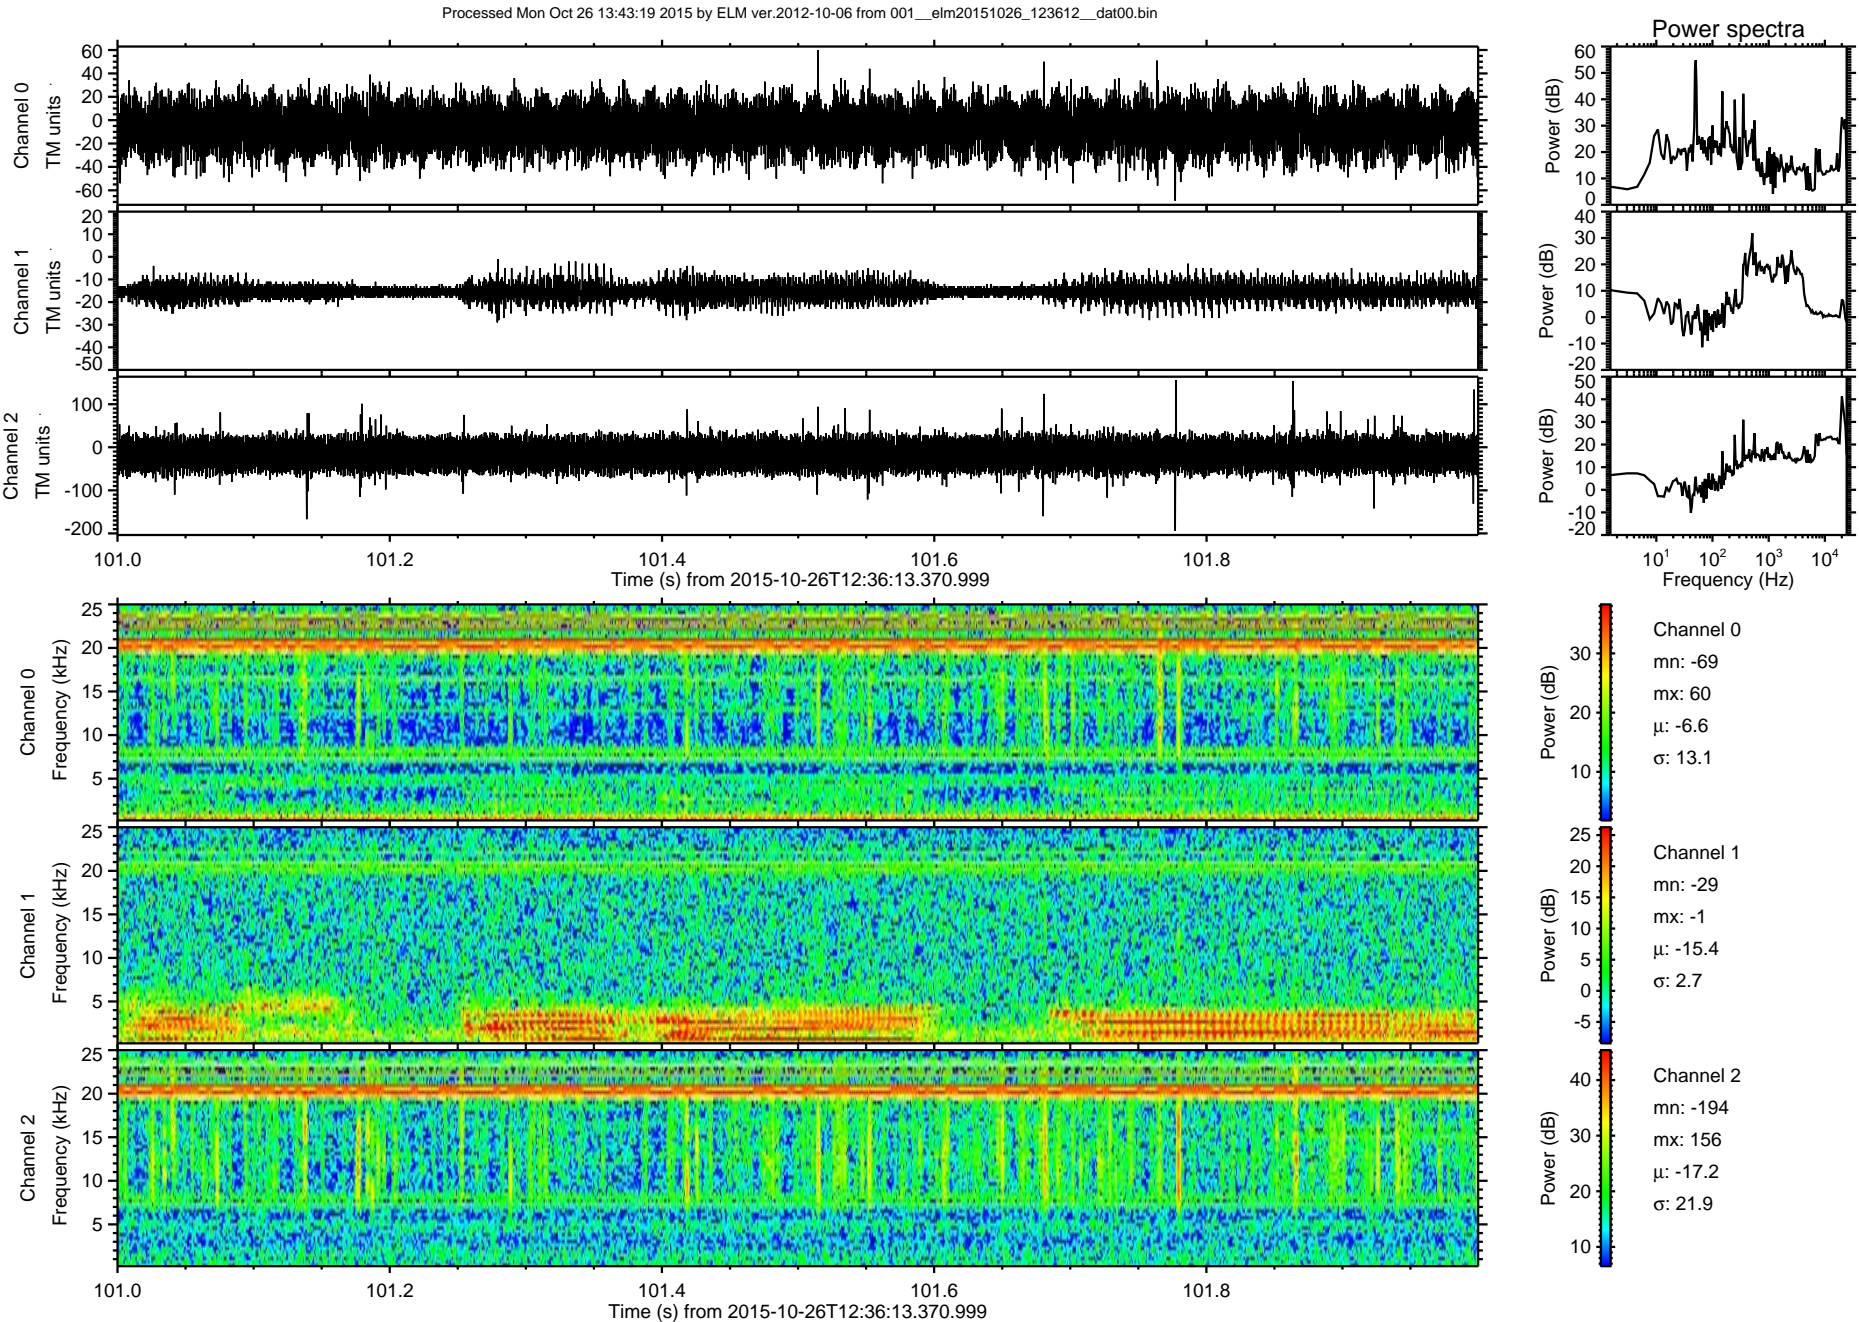 Processed Mon Oct 26 13:43:19 2015 by ELM ver.2012-10-06 from 001__elm20151026_123612__dat00.bin
Power spectra
Channel 0
TM units
60
40
20
0
-20
-40
-60
Power (dB)
60
50
40
30
20
10
0
Channel 1
TM units
20
10
0
-10
-20
-30
-40
-50
Power (dB)
40
30
20
10
0
-10
-20
Channel 2
TM units
100
0
-100
-200
Power (dB)
50
40
30
20
10
0
-10
-20
101.0 101.2 101.4 101.6 101.8
Time (s) from 2015-10-26T12:36:13.370.999
10¹ 10² 10³ 10⁴
Frequency (Hz)
Channel 0
Frequency (kHz)
25
20
15
10
5
Power (dB)
30
20
10
Channel 0
mn: -69
mx: 60
µ: -6.6
σ: 13.1
Channel 1
Frequency (kHz)
25
20
15
10
5
Power (dB)
25
20
15
10
5
0
-5
Channel 1
mn: -29
mx: -1
µ: -15.4
σ: 2.7
Channel 2
Frequency (kHz)
25
20
15
10
5
Power (dB)
40
30
20
10
Channel 2
mn: -194
mx: 156
µ: -17.2
σ: 21.9
101.0 101.2 101.4 101.6 101.8
Time (s) from 2015-10-26T12:36:13.370.999